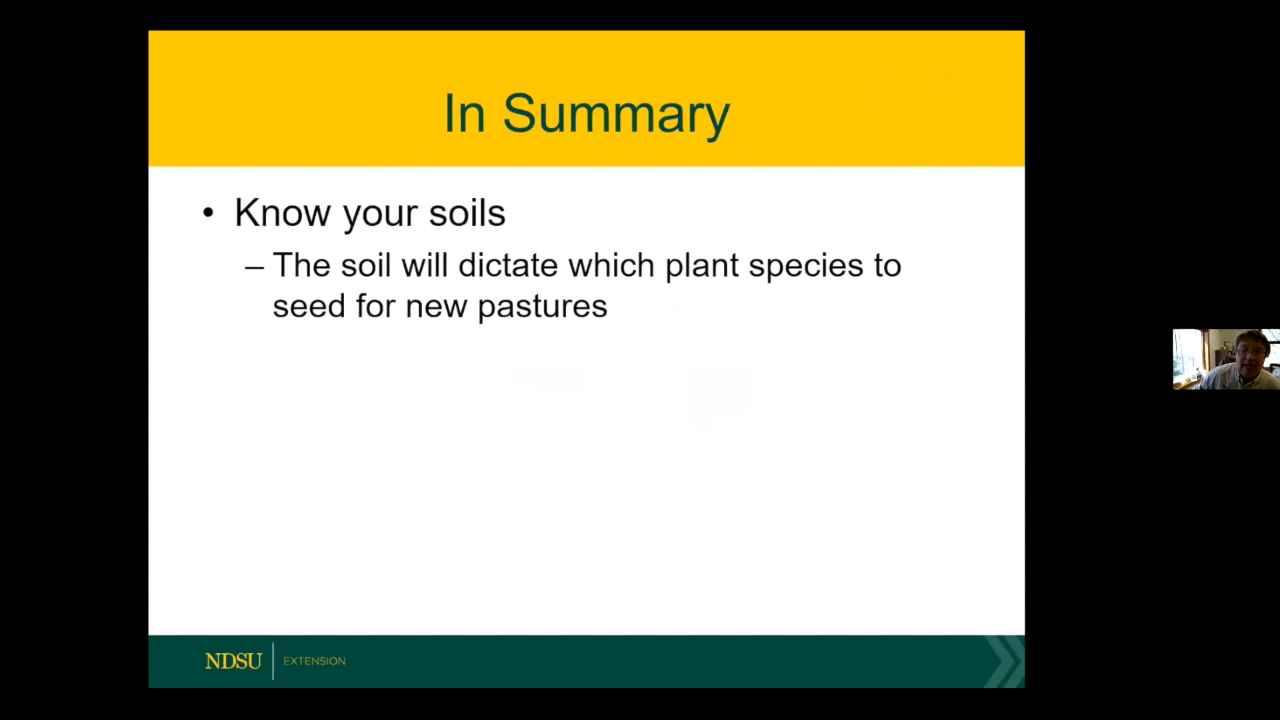 In Summary
• Know your soils
– The soil will dictate which plant species to
seed for new pastures
NDSU EXTENSION